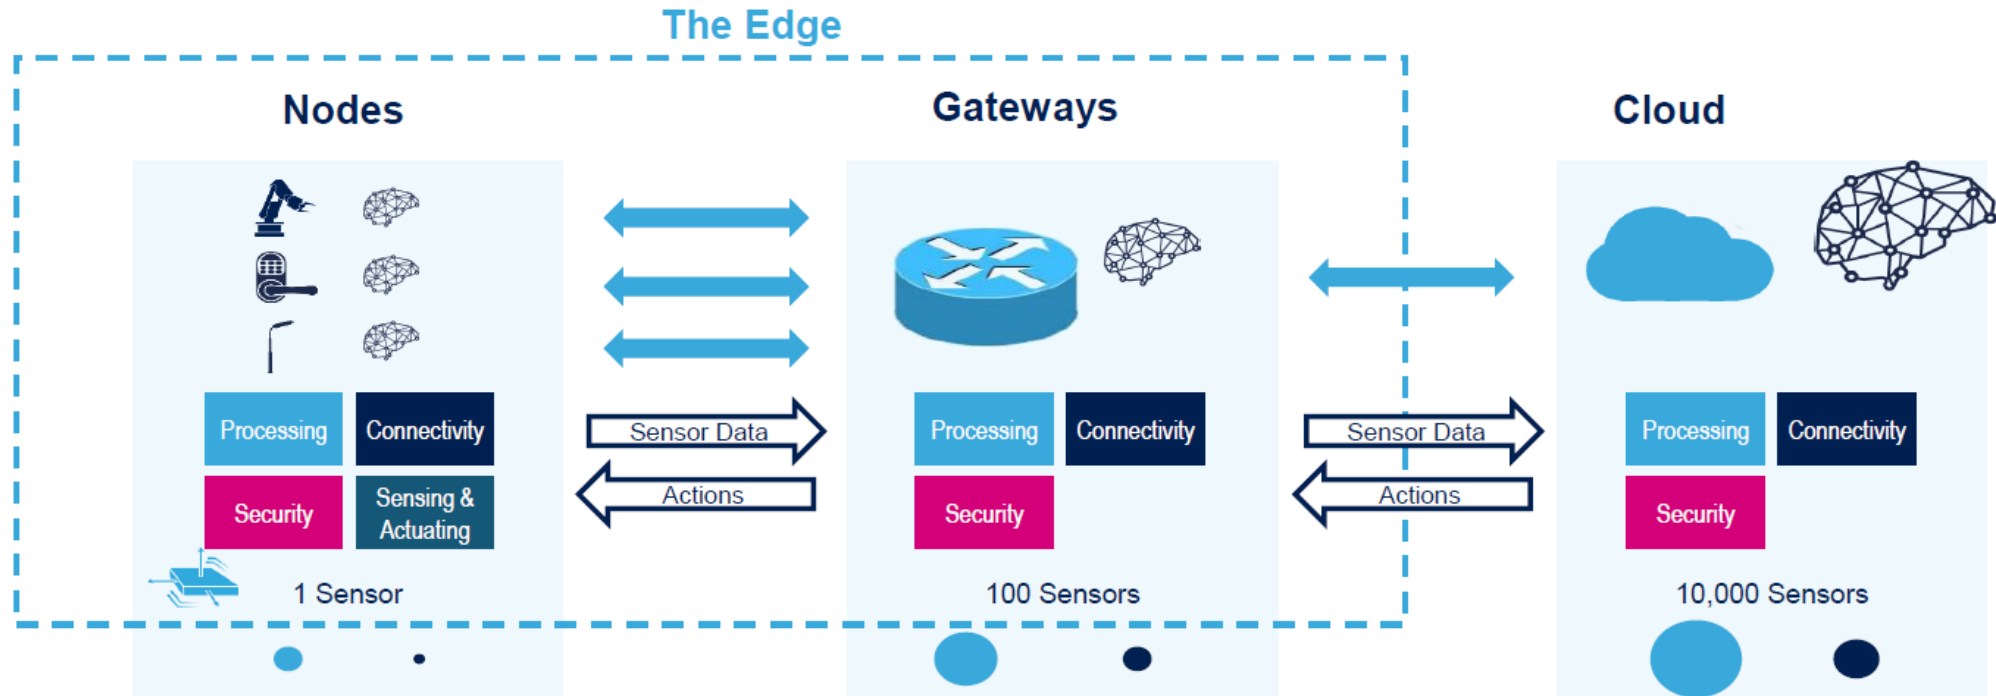 The Edge
Nodes
Gateways
Cloud
Processing
Connectivity
Security
Sensing &
Actuating
1 Sensor
Sensor Data
Actions
Processing
Connectivity
Security
100 Sensors
Sensor Data
Actions
Processing
Connectivity
Security
10,000 Sensors